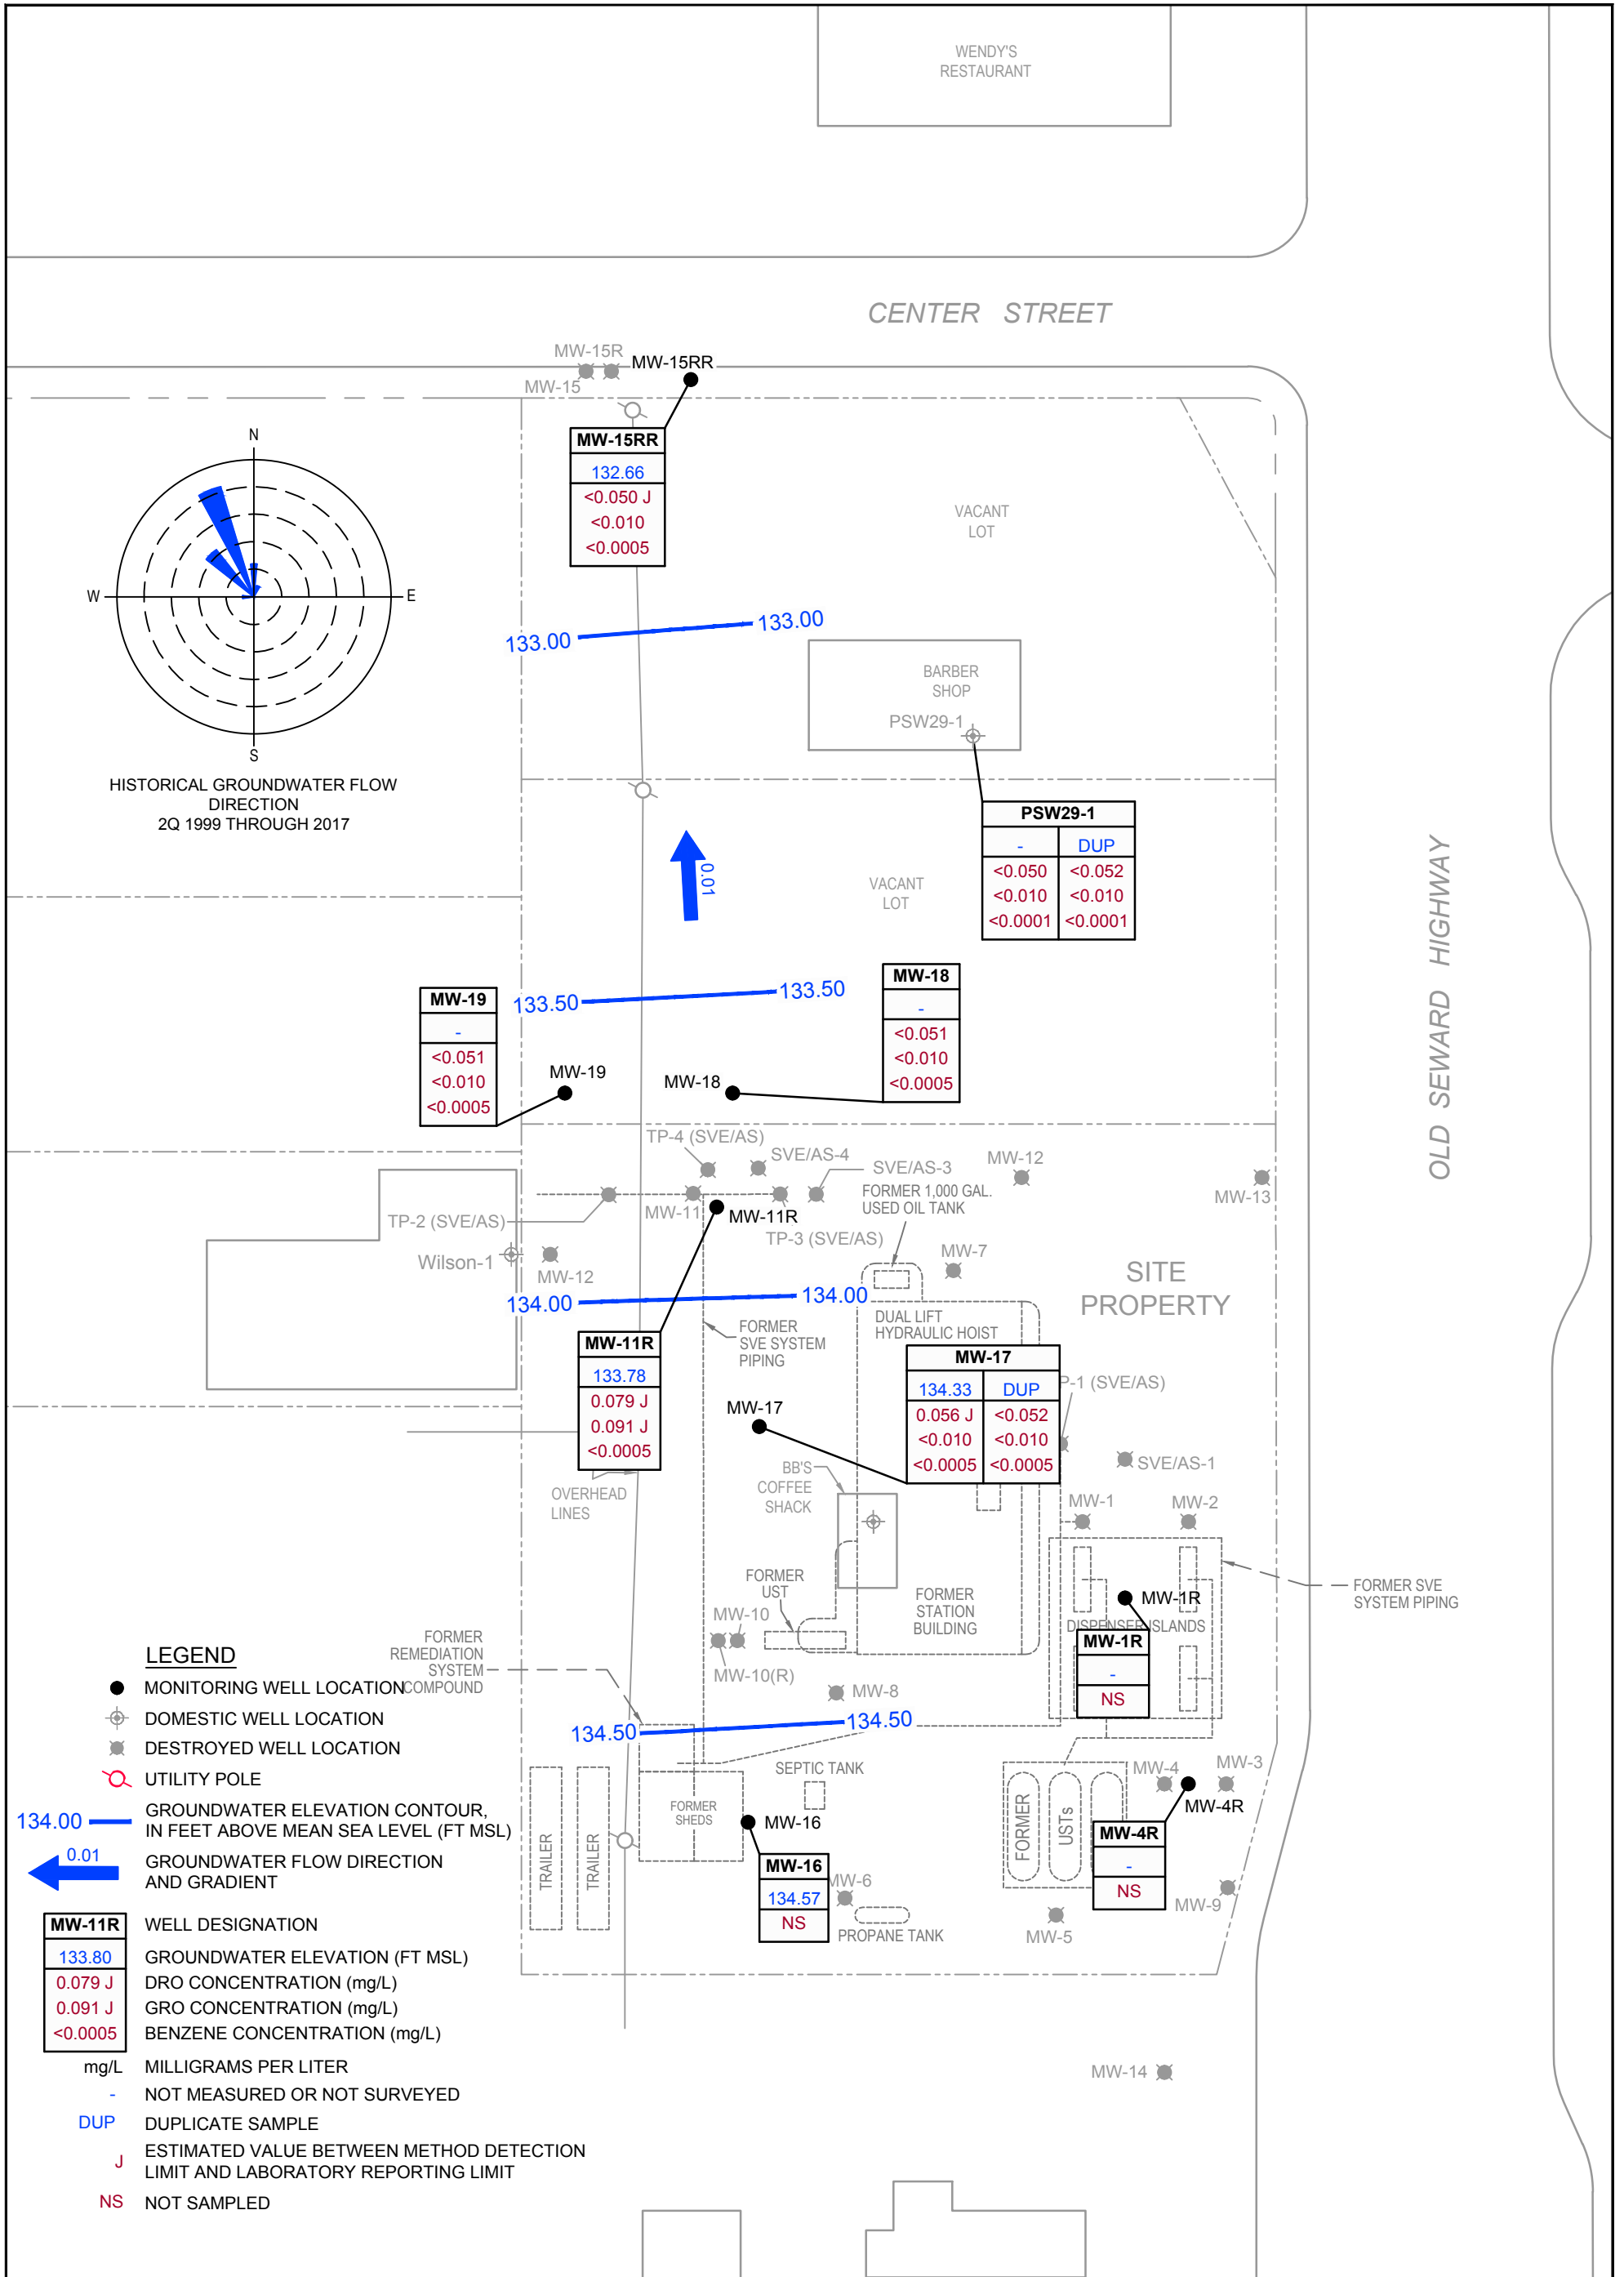 WENDY'S
RESTAURANT
CENTER STREET
MW-15R
MW-15RR
MW-15
N
W
E
S
HISTORICAL GROUNDWATER FLOW
DIRECTION
2Q 1999 THROUGH 2017
MW-15RR
132.66
<0.050 J
<0.010
<0.0005
VACANT
LOT
133.00
133.00
BARBER
SHOP
PSW29-1
PSW29-1
- DUP
<0.050 <0.052
<0.010 <0.010
<0.0001 <0.0001
0.01
VACANT
LOT
OLD SEWARD HIGHWAY
MW-19
-
<0.051
<0.010
<0.0005
133.50
133.50
MW-18
-
<0.051
<0.010
<0.0005
MW-19
MW-18
TP-4 (SVE/AS)
SVE/AS-4
SVE/AS-3
MW-12
MW-13
FORMER 1,000 GAL.
USED OIL TANK
TP-2 (SVE/AS)
MW-11
MW-11R
TP-3 (SVE/AS)
MW-7
Wilson-1
MW-12
SITE
PROPERTY
134.00
134.00
DUAL LIFT
HYDRAULIC HOIST
FORMER
SVE SYSTEM
PIPING
MW-11R
133.78
0.079 J
0.091 J
<0.0005
MW-17
134.33 DUP
0.056 J <0.052
<0.010 <0.010
<0.0005 <0.0005
P-1 (SVE/AS)
MW-17
SVE/AS-1
BB'S
COFFEE
SHACK
OVERHEAD
LINES
MW-1
MW-2
FORMER
UST
FORMER
STATION
BUILDING
MW-1R
DISPENSER ISLANDS
FORMER SVE
SYSTEM PIPING
MW-1R
-
NS
MW-10
MW-10(R)
FORMER
REMEDIATION
SYSTEM
COMPOUND
MW-8
134.50
134.50
SEPTIC TANK
FORMER
SHEDS
TRAILER
TRAILER
MW-16
MW-16
134.57
NS
MW-6
PROPANE TANK
FORMER
USTs
MW-4
MW-3
MW-4R
MW-4R
-
NS
MW-9
MW-5
MW-14
LEGEND
MONITORING WELL LOCATION
DOMESTIC WELL LOCATION
DESTROYED WELL LOCATION
UTILITY POLE
134.00 GROUNDWATER ELEVATION CONTOUR,
IN FEET ABOVE MEAN SEA LEVEL (FT MSL)
0.01 GROUNDWATER FLOW DIRECTION
AND GRADIENT
MW-11R WELL DESIGNATION
133.80 GROUNDWATER ELEVATION (FT MSL)
0.079 J DRO CONCENTRATION (mg/L)
0.091 J GRO CONCENTRATION (mg/L)
<0.0005 BENZENE CONCENTRATION (mg/L)
mg/L MILLIGRAMS PER LITER
- NOT MEASURED OR NOT SURVEYED
DUP DUPLICATE SAMPLE
J ESTIMATED VALUE BETWEEN METHOD DETECTION
LIMIT AND LABORATORY REPORTING LIMIT
NS NOT SAMPLED